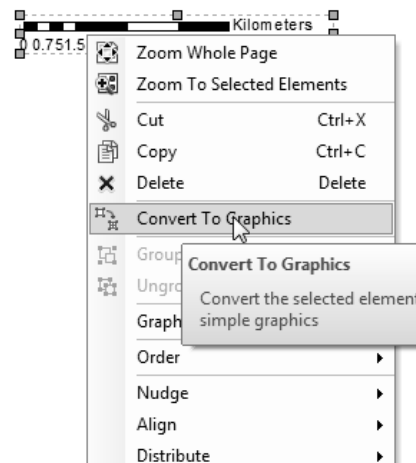 Kilometers
0 0.751.5
Zoom Whole Page
Zoom To Selected Elements
Cut Ctrl+X
Copy Ctrl+C
Delete Delete
Convert To Graphics
Group
Convert To Graphics
Ungro
Convert the selected element
simple graphics
Graph
Order
Nudge
Align
Distribute